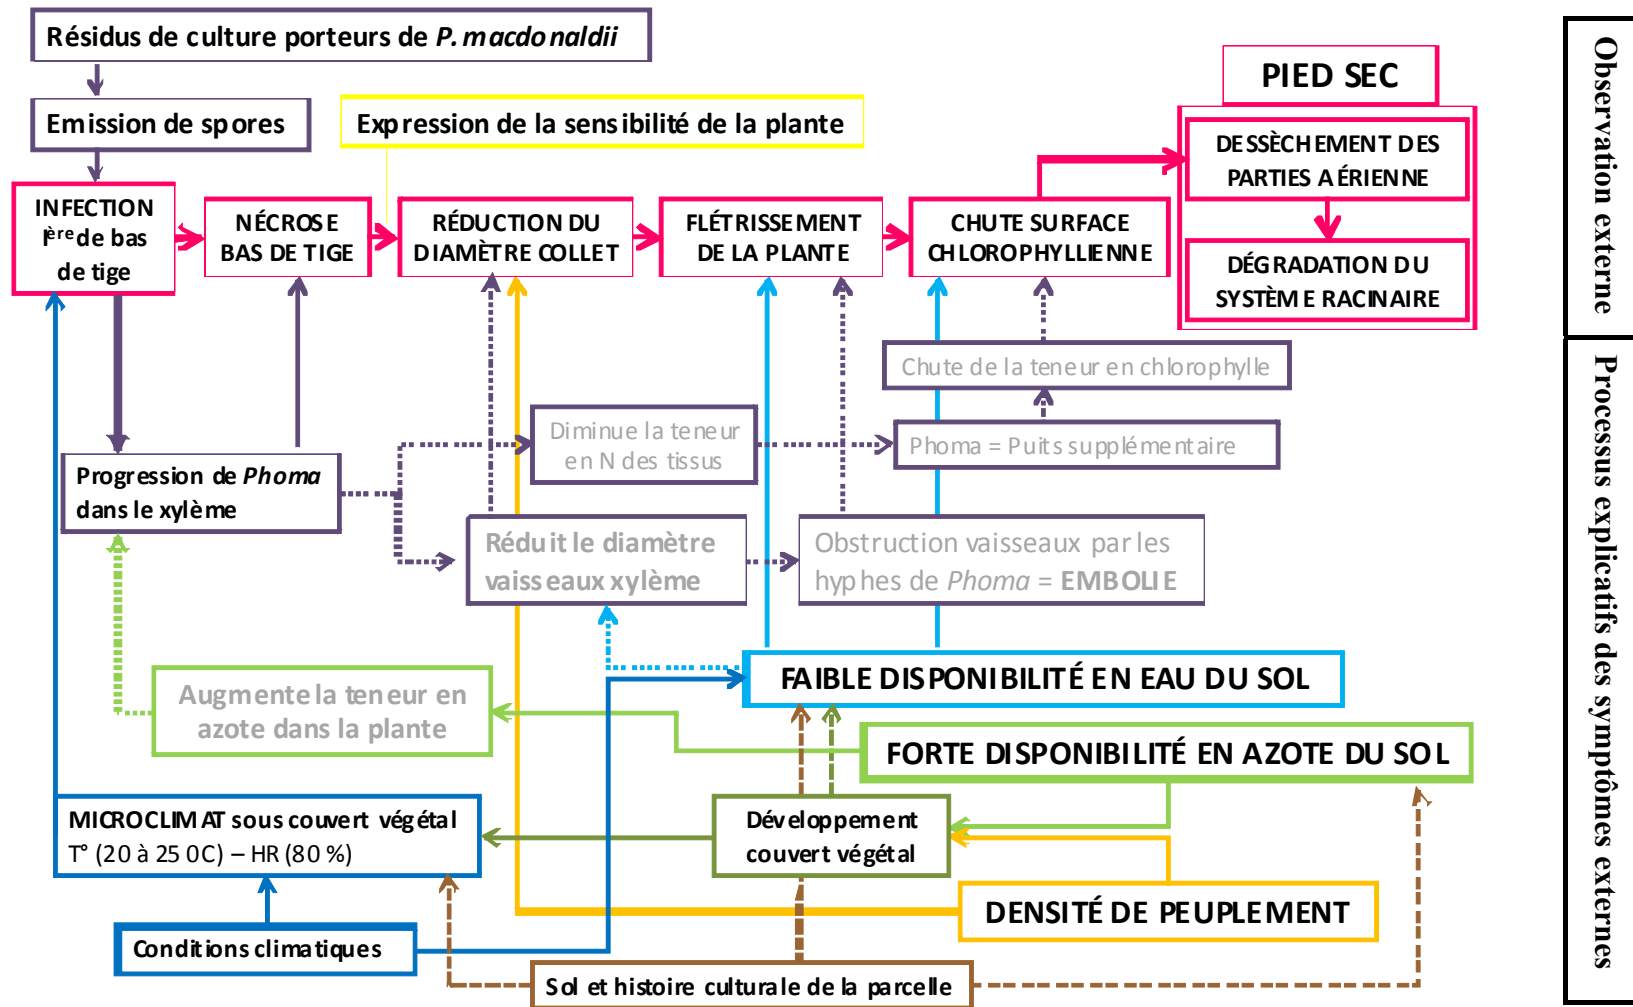 Résidus de culture porteurs de P. macdonaldii
Emission de spores
Expression de la sensibilité de la plante
PIED SEC
DESSÈCHEMENT DES
PARTIES AÉRIENNE
DÉGRADATION DU
SYSTÈME RACINAIRE
INFECTION
Ière de bas
de tige
NÉCROSE
BAS DE TIGE
RÉDUCTION DU
DIAMÈTRE COLLET
FLÉTRISSEMENT
DE LA PLANTE
CHUTE SURFACE
CHLOROPHYLLIENNE
Chute de la teneur en chlorophylle
Diminue la teneur
en N des tissus
Phoma = Puits supplémentaire
Progression de Phoma
dans le xylème
Réduit le diamètre
vaisseaux xylème
Obstruction vaisseaux par les
hyphes de Phoma = EMBOLIE
Augmente la teneur en
azote dans la plante
FAIBLE DISPONIBILITÉ EN EAU DU SOL
FORTE DISPONIBILITÉ EN AZOTE DU SOL
MICROCLIMAT sous couvert végétal
T° (20 à 25 0C) – HR (80 %)
Développement
couvert végétal
DENSITÉ DE PEUPLEMENT
Conditions climatiques
Sol et histoire culturale de la parcelle
Observation externe
Processus explicatifs des symptômes externes